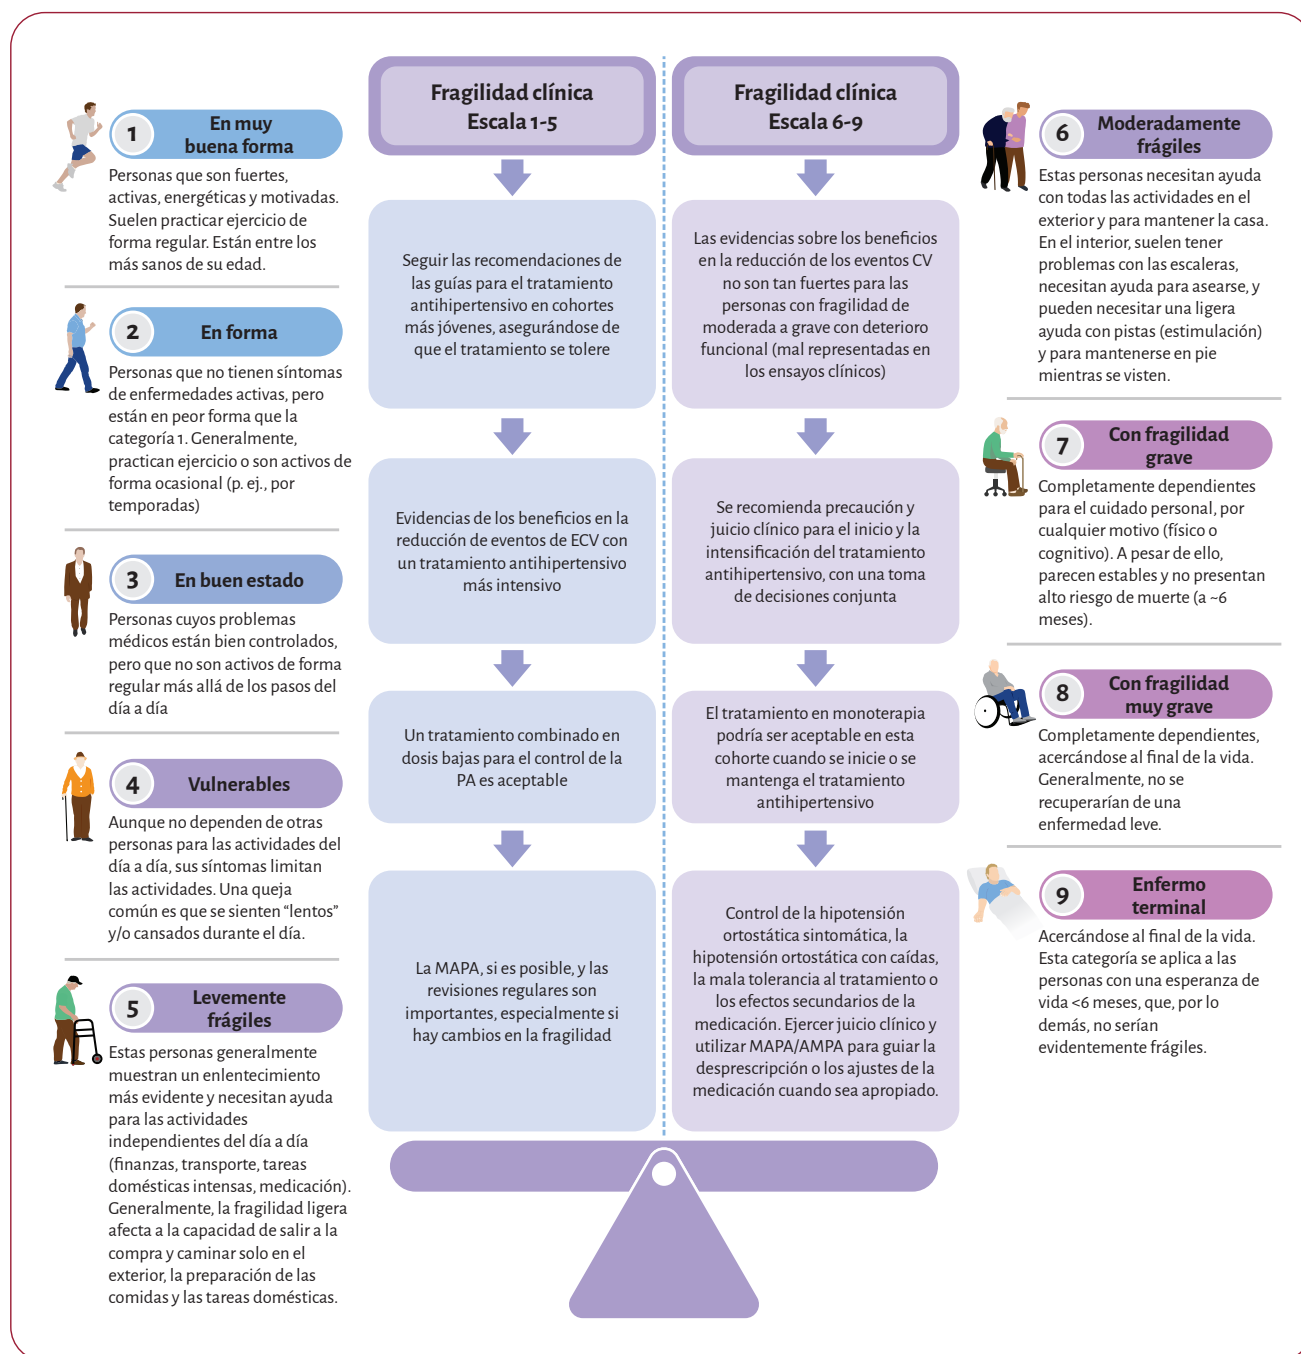 1
En muy
buena forma
Personas que son fuertes,
activas, energéticas y motivadas.
Suelen practicar ejercicio de
forma regular. Están entre los
más sanos de su edad.
2
En forma
Personas que no tienen síntomas
de enfermedades activas, pero
están en peor forma que la
categoría 1. Generalmente,
practican ejercicio o son activos de
forma ocasional (p. ej., por
temporadas)
3
En buen estado
Personas cuyos problemas
médicos están bien controlados,
pero que no son activos de forma
regular más allá de los pasos del
día a día
4
Vulnerables
Aunque no dependen de otras
personas para las actividades del
día a día, sus síntomas limitan
las actividades. Una queja
común es que se sienten “lentos”
y/o cansados durante el día.
5
Levemente
frágiles
Estas personas generalmente
muestran un enlentecimiento
más evidente y necesitan ayuda
para las actividades
independientes del día a día
(finanzas, transporte, tareas
domésticas intensas, medicación).
Generalmente, la fragilidad ligera
afecta a la capacidad de salir a la
compra y caminar solo en el
exterior, la preparación de las
comidas y las tareas domésticas.
Fragilidad clínica
Escala 1-5
Seguir las recomendaciones de
las guías para el tratamiento
antihipertensivo en cohortes
más jóvenes, asegurándose de
que el tratamiento se tolere
Evidencias de los beneficios en la
reducción de eventos de ECV con
un tratamiento antihipertensivo
más intensivo
Un tratamiento combinado en
dosis bajas para el control de la
PA es aceptable
La MAPA, si es posible, y las
revisiones regulares son
importantes, especialmente si
hay cambios en la fragilidad
Fragilidad clínica
Escala 6-9
Las evidencias sobre los beneficios
en la reducción de los eventos CV
no son tan fuertes para las
personas con fragilidad de
moderada a grave con deterioro
funcional (mal representadas en
los ensayos clínicos)
Se recomienda precaución y
juicio clínico para el inicio y la
intensificación del tratamiento
antihipertensivo, con una toma
de decisiones conjunta
El tratamiento en monoterapia
podría ser aceptable en esta
cohorte cuando se inicie o se
mantenga el tratamiento
antihipertensivo
Control de la hipotensión
ortostática sintomática, la
hipotensión ortostática con caídas,
la mala tolerancia al tratamiento o
los efectos secundarios de la
medicación. Ejercer juicio clínico y
utilizar MAPA/AMPA para guiar la
desprescripción o los ajustes de la
medicación cuando sea apropiado.
6
Moderadamente
frágiles
Estas personas necesitan ayuda
con todas las actividades en el
exterior y para mantener la casa.
En el interior, suelen tener
problemas con las escaleras,
necesitan ayuda para asearse, y
pueden necesitar una ligera
ayuda con pistas (estimulación)
y para mantenerse en pie
mientras se visten.
7
Con fragilidad
grave
Completamente dependientes
para el cuidado personal, por
cualquier motivo (físico o
cognitivo). A pesar de ello,
parecen estables y no presentan
alto riesgo de muerte (a ~6
meses).
8
Con fragilidad
muy grave
Completamente dependientes,
acercándose al final de la vida.
Generalmente, no se
recuperarían de una
enfermedad leve.
9
Enfermo
terminal
Acercándose al final de la vida.
Esta categoría se aplica a las
personas con una esperanza de
vida <6 meses, que, por lo
demás, no serían
evidentemente frágiles.